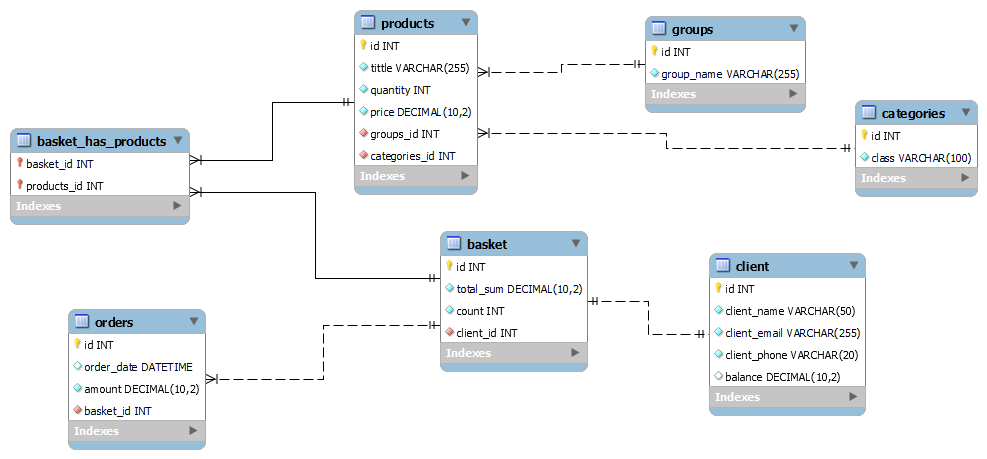 products
id INT
tittle VARCHAR(255)
quantity INT
price DECIMAL(10,2)
groups_id INT
categories_id INT
Indexes
groups
id INT
group_name VARCHAR(255)
Indexes
categories
id INT
class VARCHAR(100)
Indexes
basket_has_products
basket_id INT
products_id INT
Indexes
basket
id INT
total_sum DECIMAL(10,2)
count INT
client_id INT
Indexes
client
id INT
client_name VARCHAR(50)
client_email VARCHAR(255)
client_phone VARCHAR(20)
balance DECIMAL(10,2)
Indexes
orders
id INT
order_date DATETIME
amount DECIMAL(10,2)
basket_id INT
Indexes